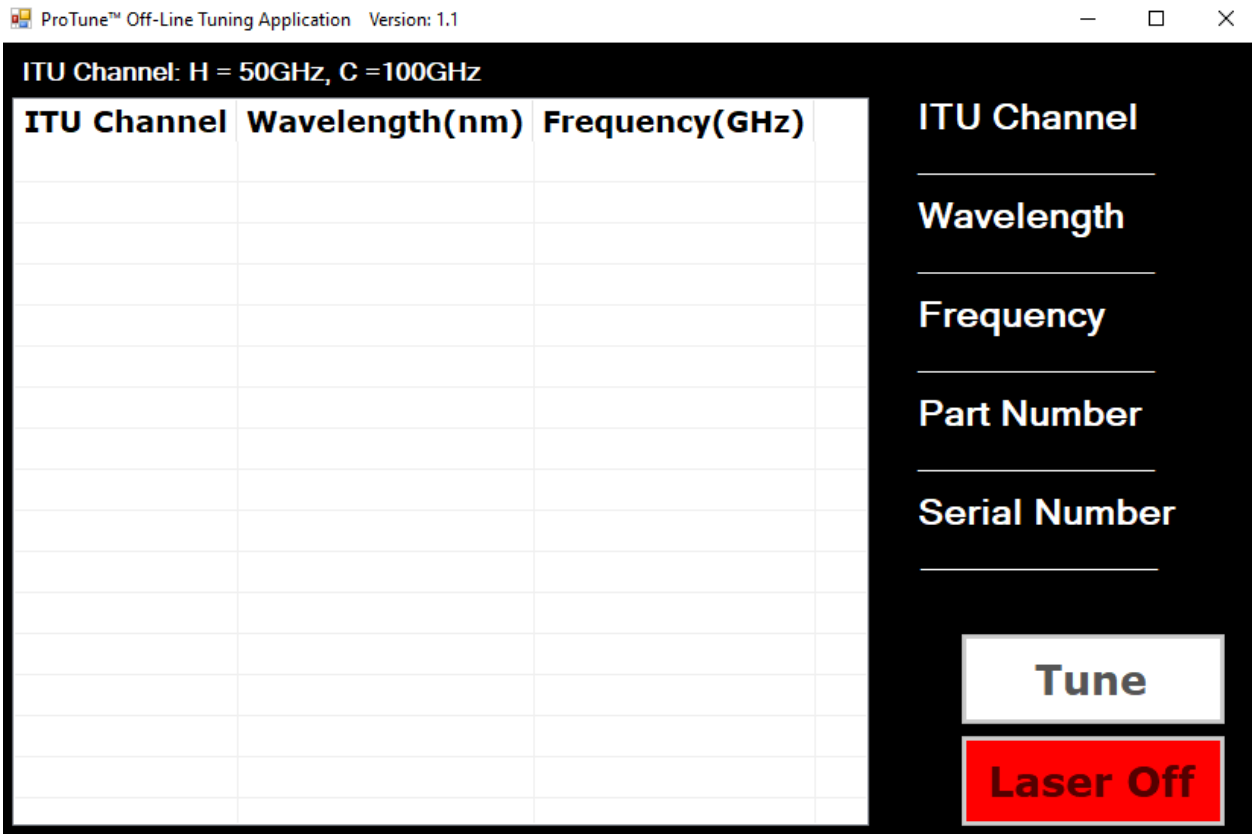 ProTune™ Off-Line Tuning Application Version: 1.1
ITU Channel: H = 50GHz, C =100GHz
ITU Channel Wavelength(nm) Frequency(GHz)
ITU Channel
Wavelength
Frequency
Part Number
Serial Number
Tune
Laser Off